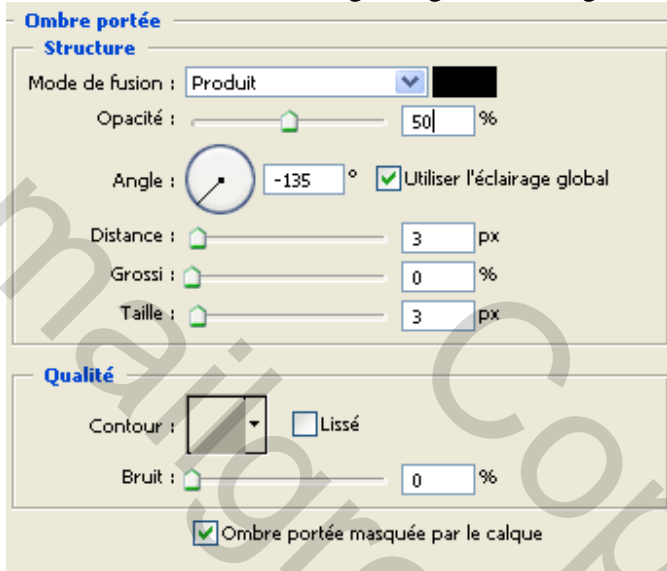 Ombre portée
Structure
Mode de fusion : Produit
Opacité : 50 %
Angle : -135 ° Utiliser l'éclairage global
Distance : 3 px
Grossi : 0 %
Taille : 3 px
Qualité
Contour : Lissé
Bruit : 0 %
Ombre portée masquée par le calque